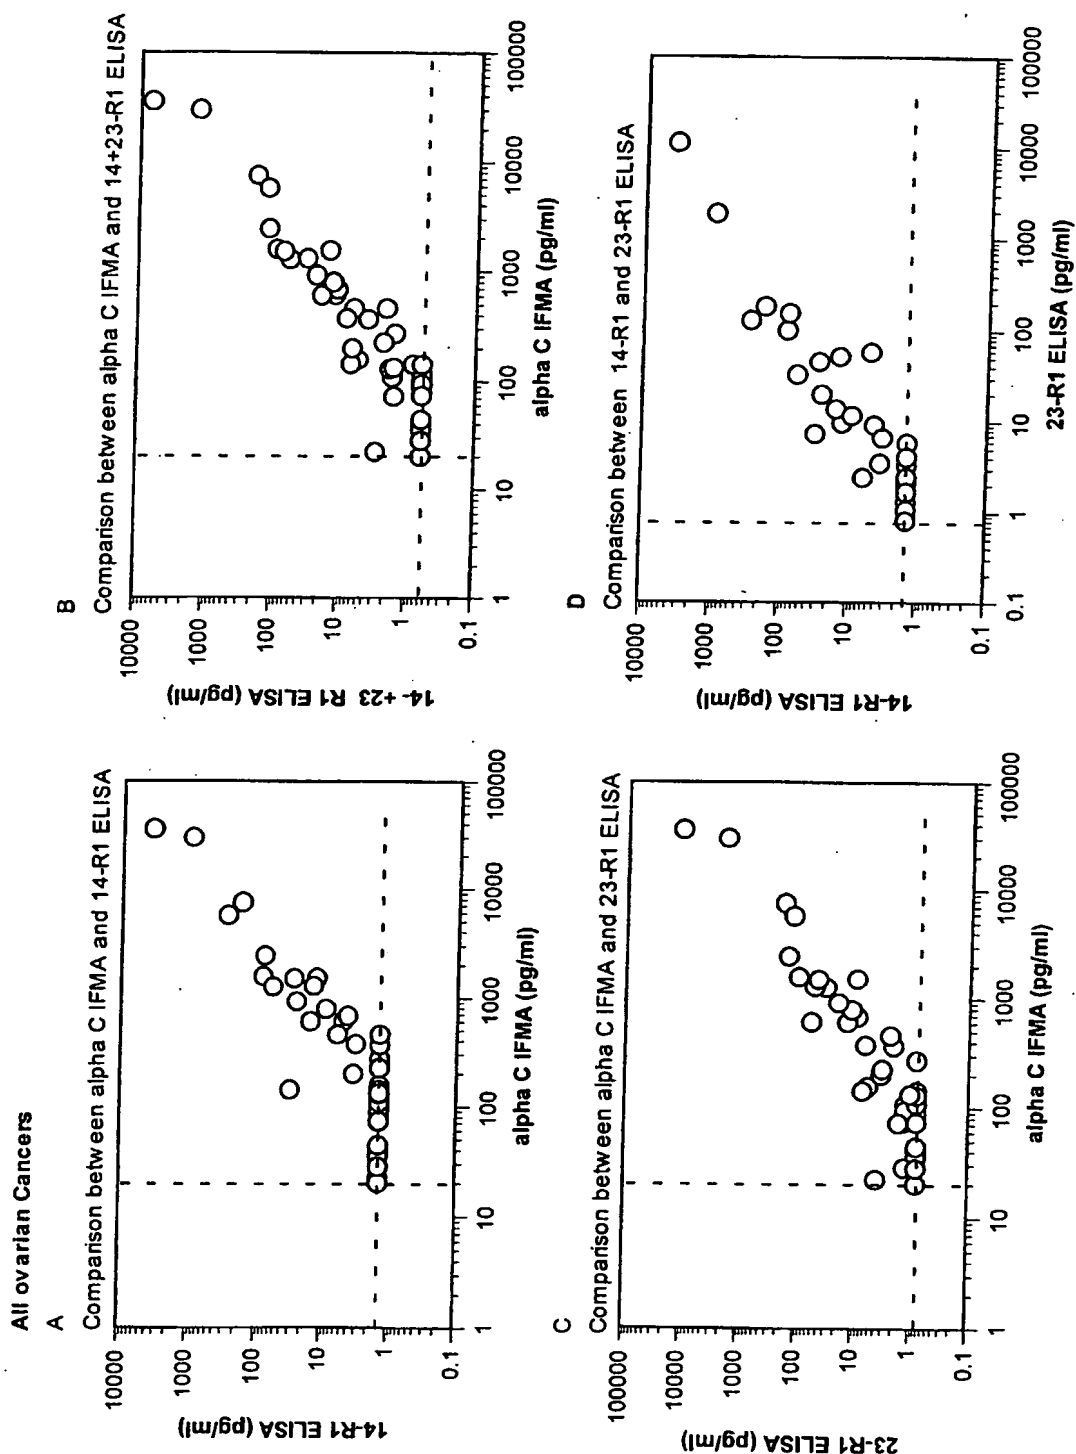 All ovarian Cancers
A
Comparison between alpha C IFMA and 14-R1 ELISA
14-R1 ELISA (pg/ml)
10000
1000
100
10
1
0.1
1
10
100
1000
10000
100000
alpha C IFMA (pg/ml)
B
Comparison between alpha C IFMA and 14+23-R1 ELISA
14- +23 R1 ELISA (pg/ml)
10000
1000
100
10
1
0.1
1
10
100
1000
10000
100000
alpha C IFMA (pg/ml)
C
Comparison between alpha C IFMA and 23-R1 ELISA
23-R1 ELISA (pg/ml)
100000
10000
1000
100
10
1
0.1
1
10
100
1000
10000
100000
alpha C IFMA (pg/ml)
D
Comparison between 14-R1 and 23-R1 ELISA
14-R1 ELISA (pg/ml)
10000
1000
100
10
1
0.1
0.1
1
10
100
1000
10000
100000
23-R1 ELISA (pg/ml)